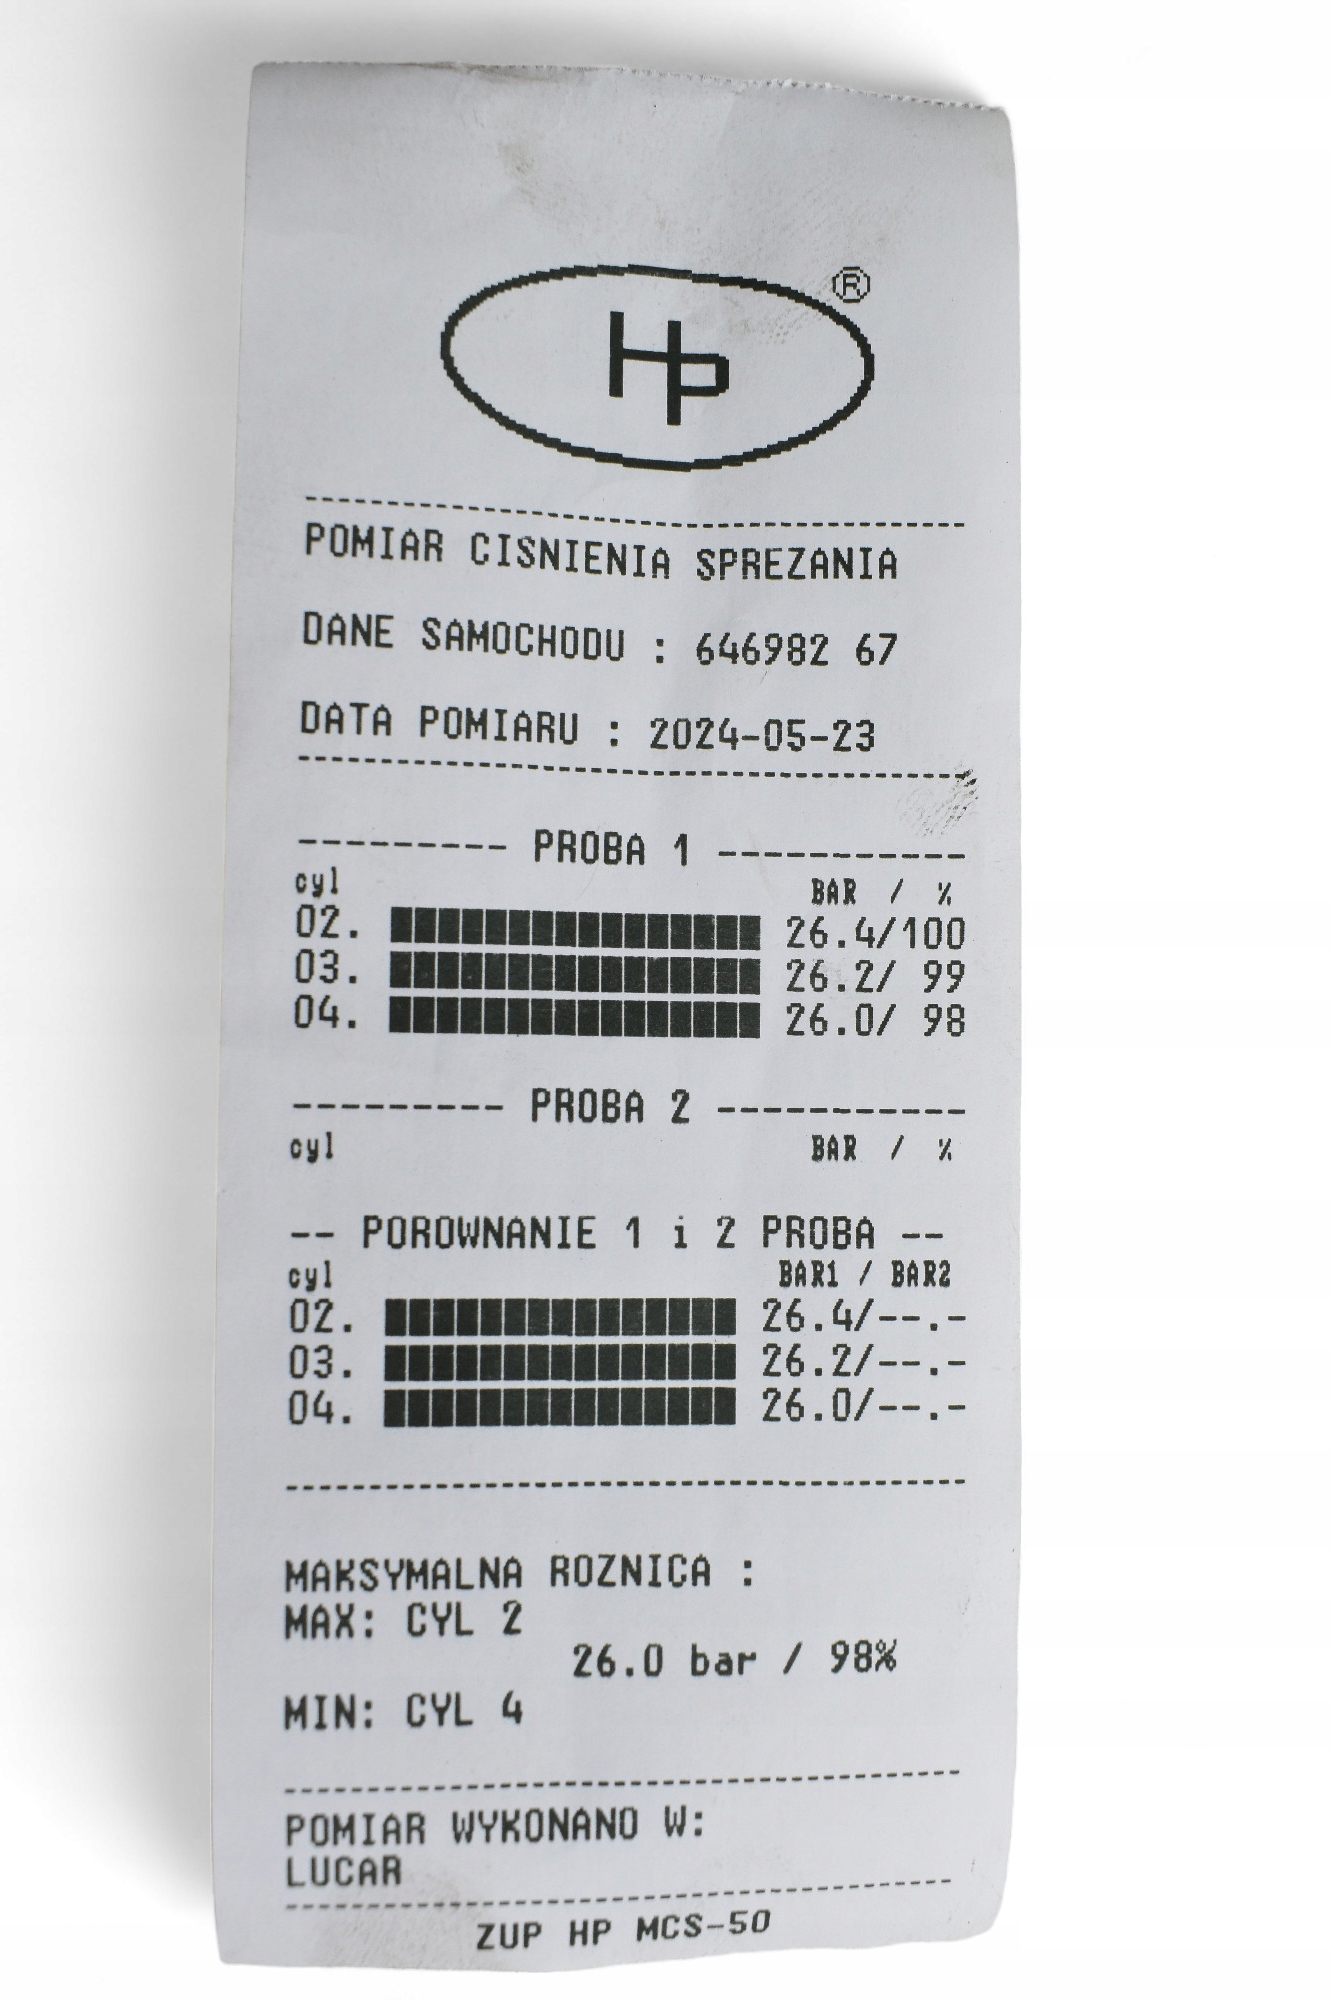 HP ®
POMIAR CISNIENIA SPREZANIA
DANE SAMOCHODU : 646982 67
DATA POMIARU : 2024-05-23
--------- PROBA 1 -----------
cyl BAR / %
02. 26.4/100
03. 26.2/ 99
04. 26.0/ 98
--------- PROBA 2 -----------
cyl BAR / %
-- POROWNANIE 1 i 2 PROBA --
cyl BAR1 / BAR2
02. 26.4/--.-
03. 26.2/--.-
04. 26.0/--.-
MAKSYMALNA ROZNICA :
MAX: CYL 2
26.0 bar / 98%
MIN: CYL 4
POMIAR WYKONANO W:
LUCAR
ZUP HP MCS-50